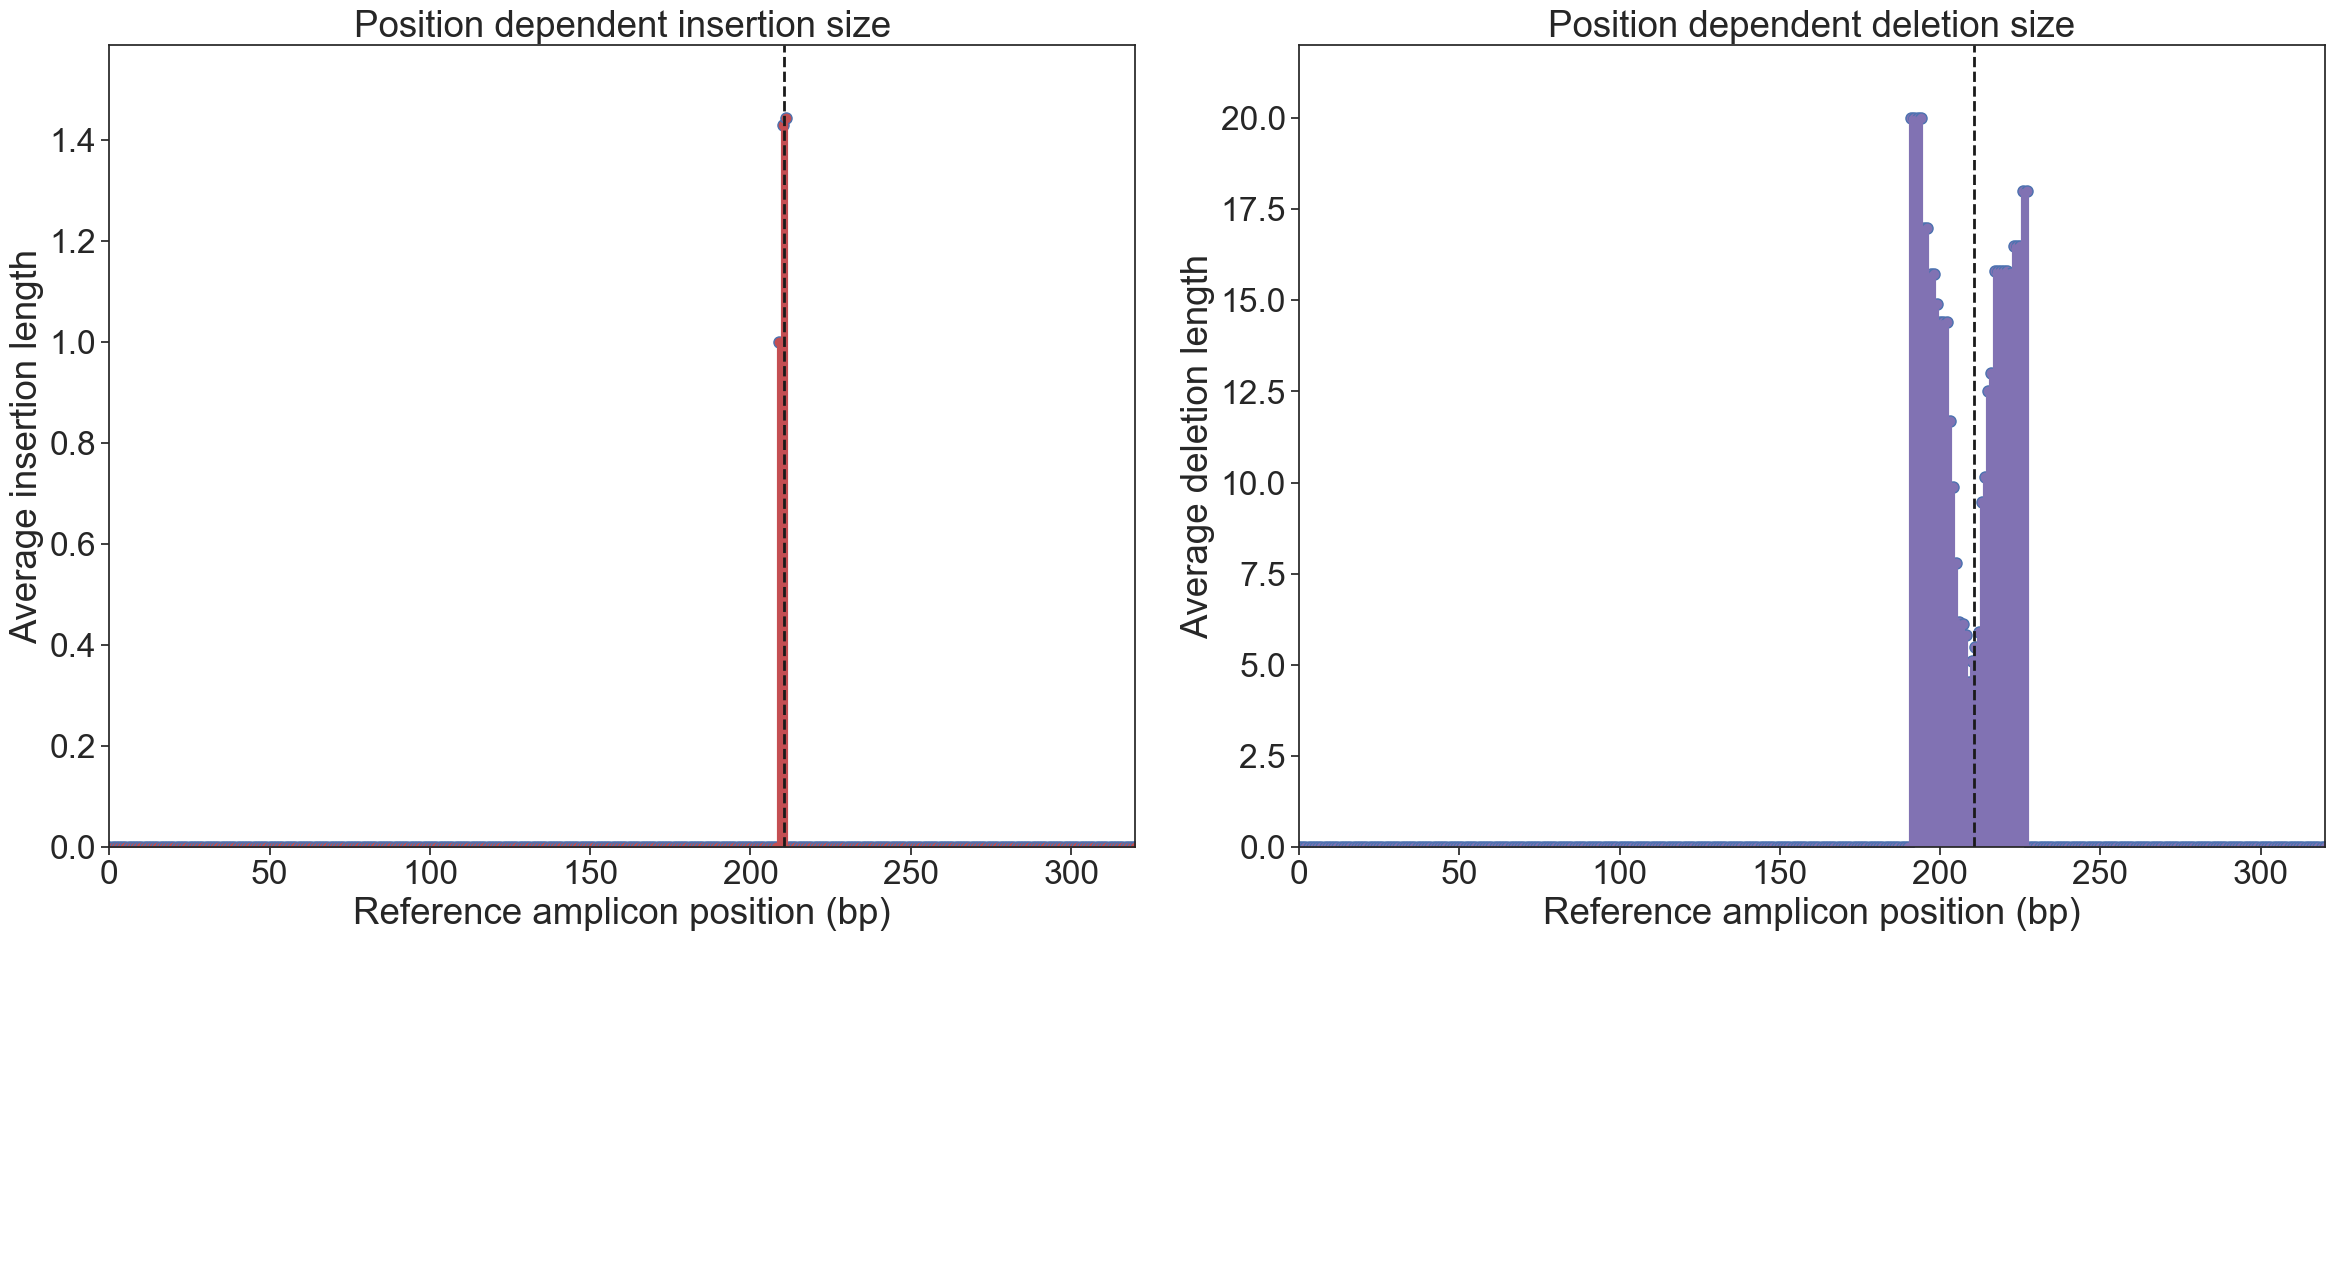 Position dependent insertion size
Average insertion length
1.4
1.2
1.0
0.8
0.6
0.4
0.2
0.0
0 50 100 150 200 250 300
Reference amplicon position (bp)
Position dependent deletion size
Average deletion length
20.0
17.5
15.0
12.5
10.0
7.5
5.0
2.5
0.0
0 50 100 150 200 250 300
Reference amplicon position (bp)